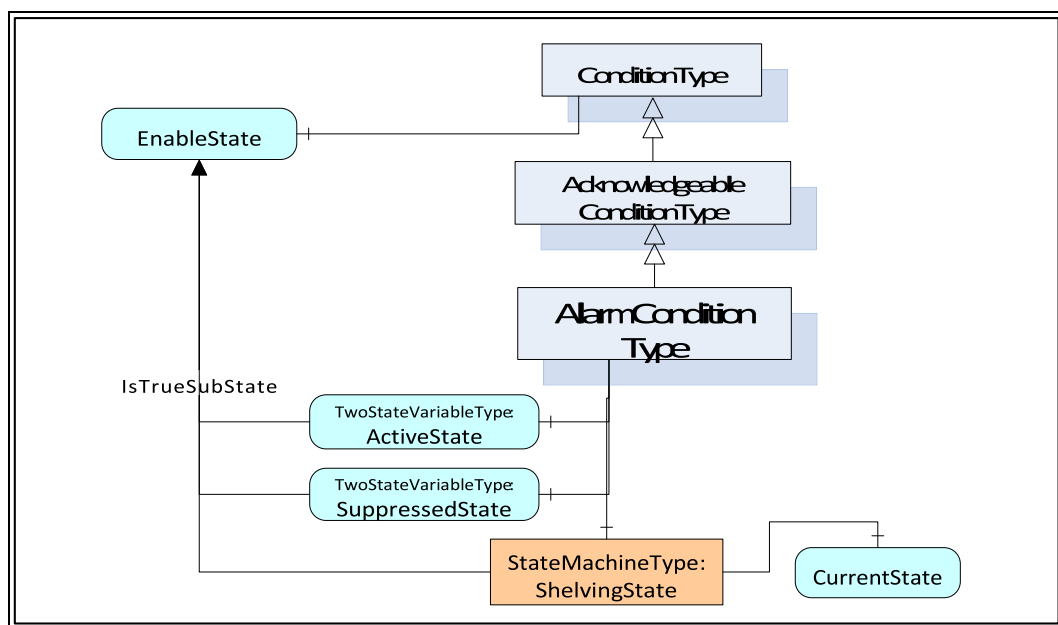 ConditionType
EnableState
Acknowledgeable
ConditionType
AlarmCondition
Type
IsTrueSubState
TwoStateVariableType:
ActiveState
TwoStateVariableType:
SuppressedState
StateMachineType:
ShelvingState
CurrentState